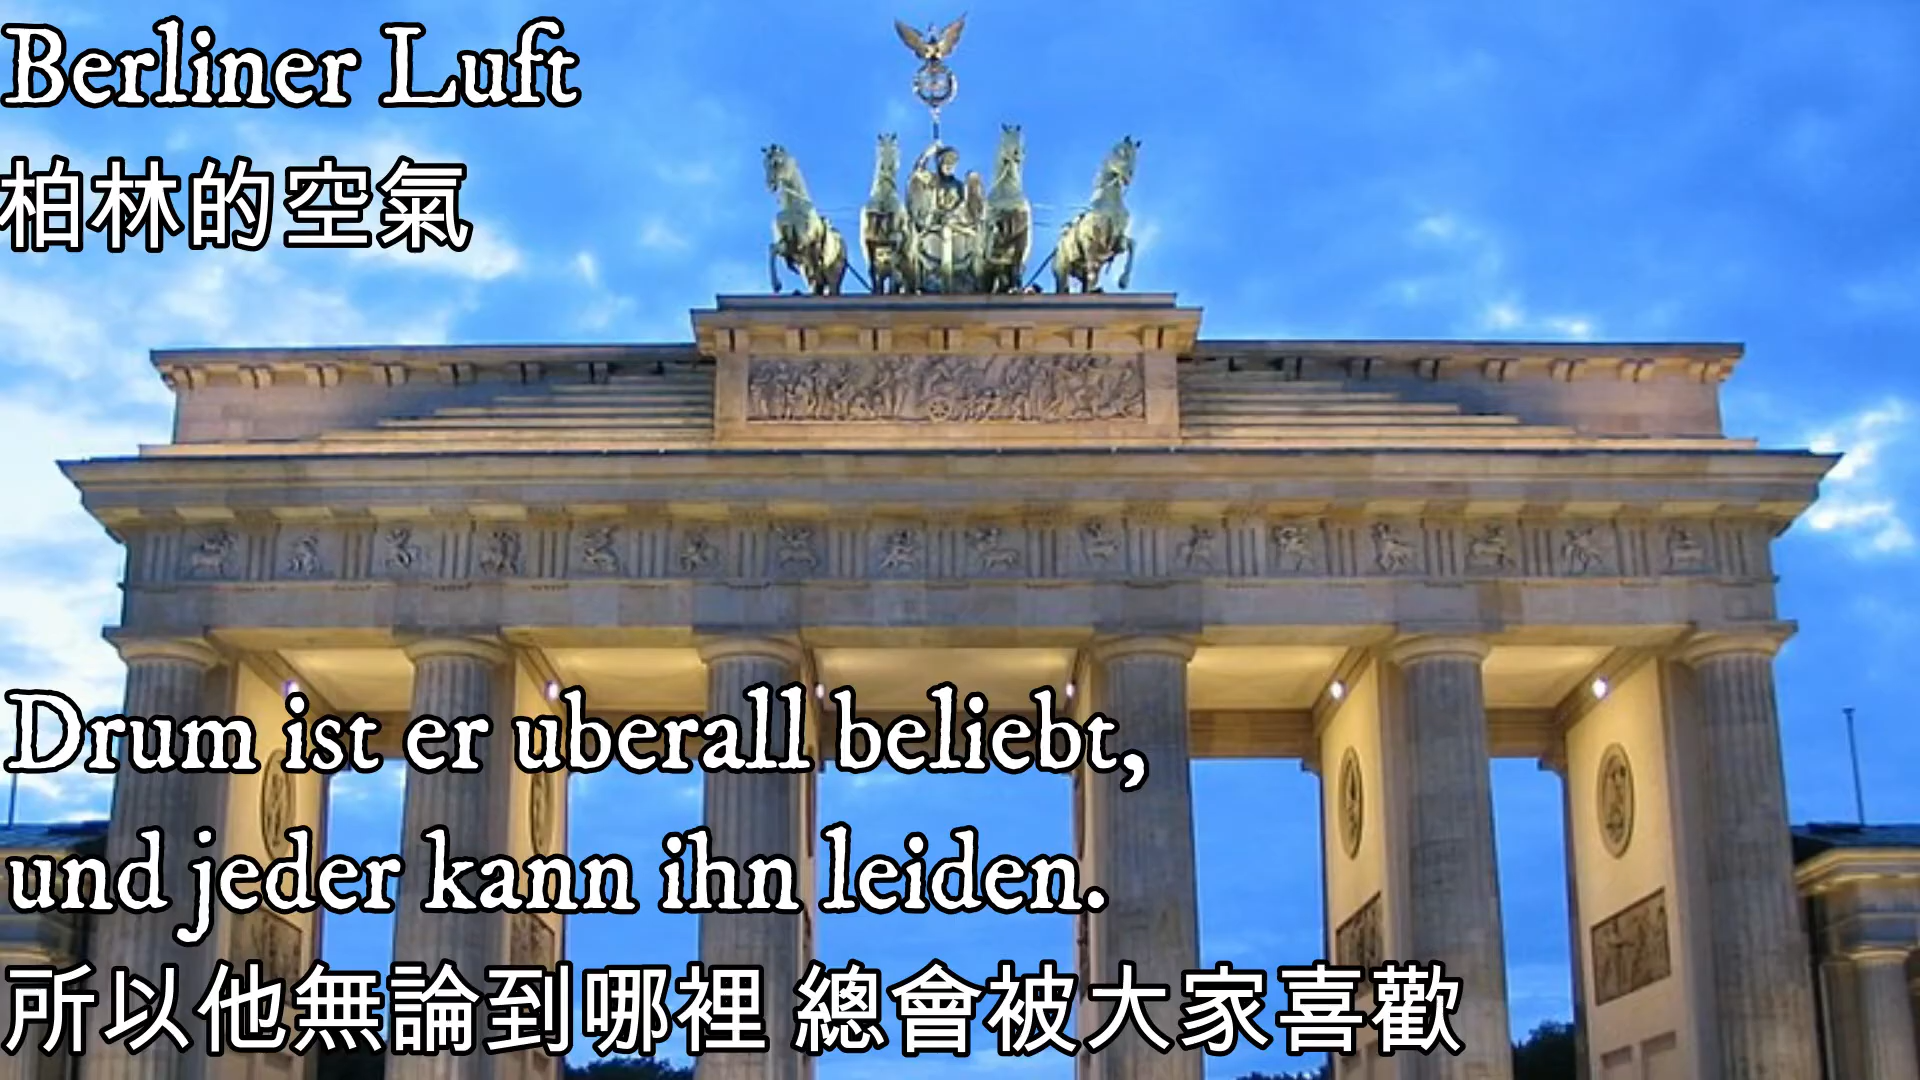 Berliner Luft
柏林的空氣
Drum ist er uberall beliebt,
und jeder kann ihn leiden.
所以他無論到哪裡 總會被大家喜歡